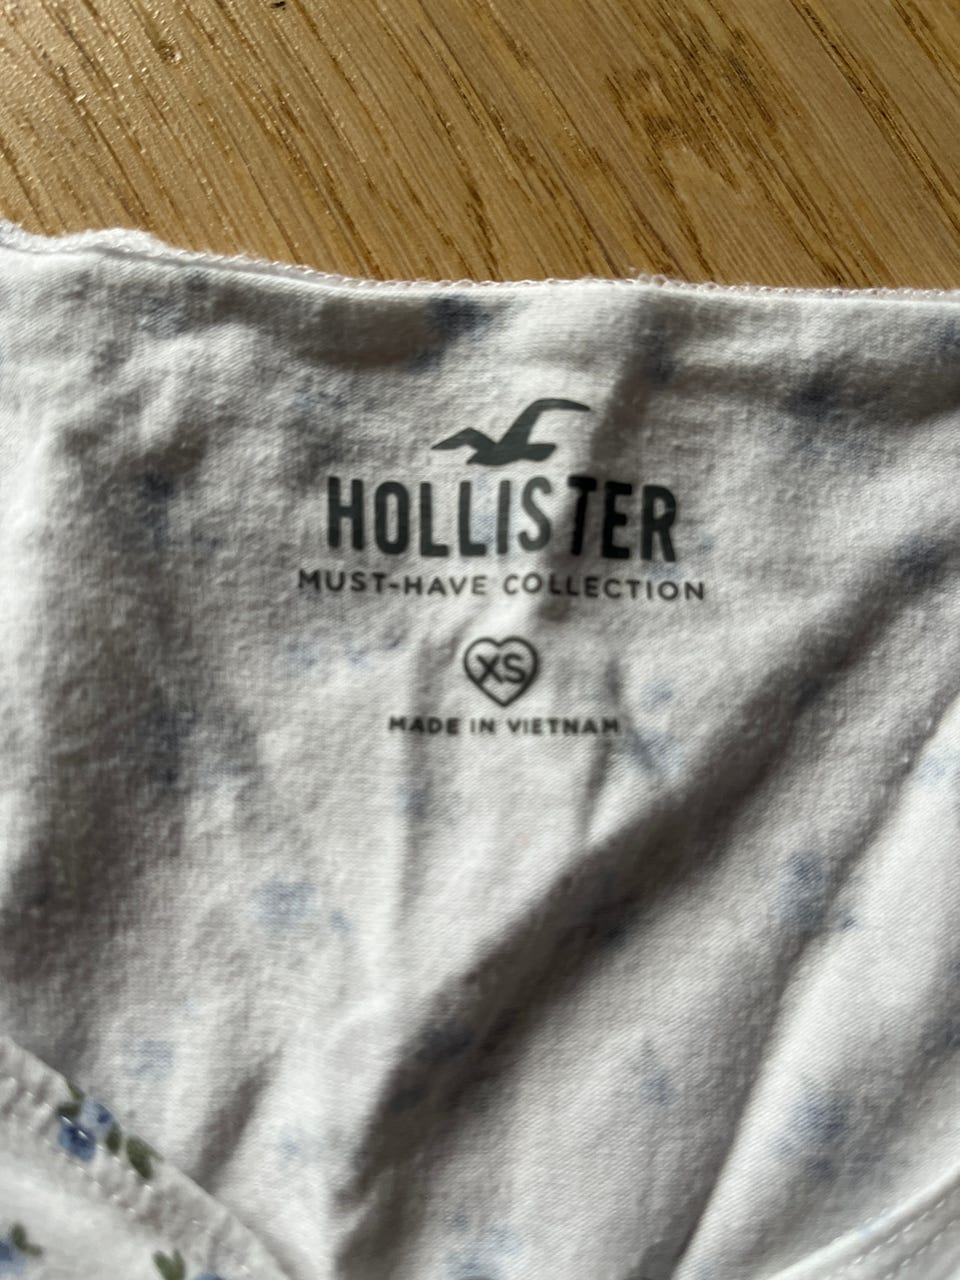 HOLLISTER
MUST-HAVE COLLECTION
XS
MADE IN VIETNAM